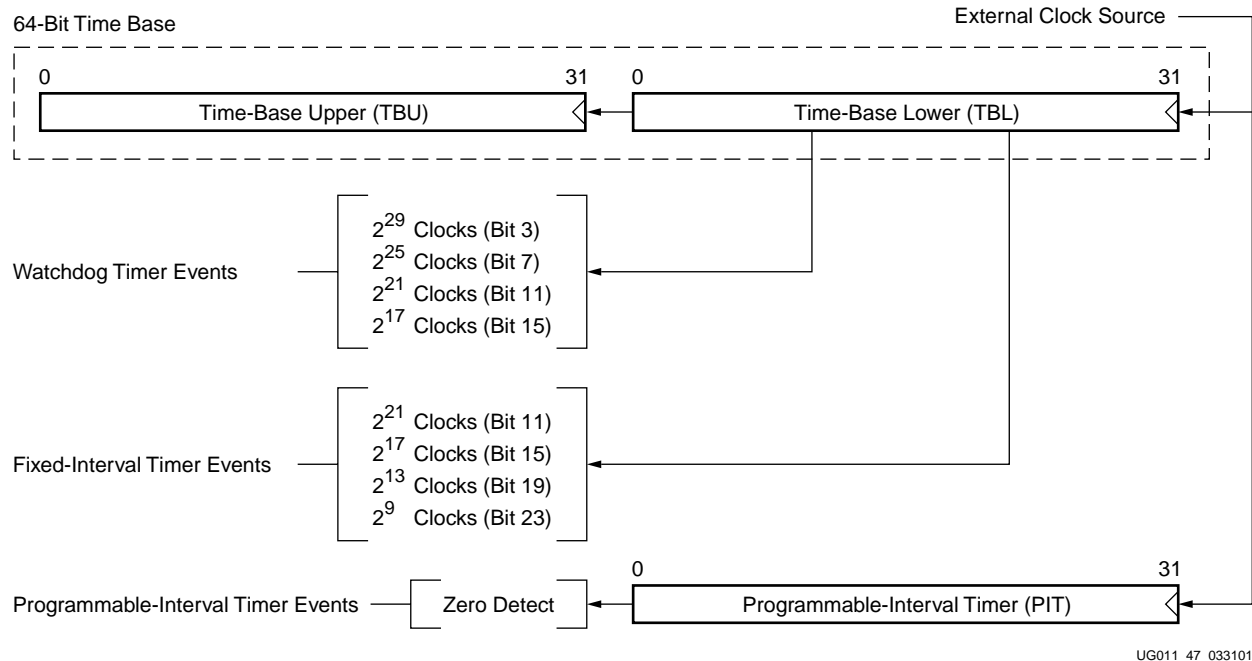 64-Bit Time Base
External Clock Source
0 31 0 31
Time-Base Upper (TBU) Time-Base Lower (TBL)
2^29 Clocks (Bit 3)
2^25 Clocks (Bit 7)
Watchdog Timer Events
2^21 Clocks (Bit 11)
2^17 Clocks (Bit 15)
2^21 Clocks (Bit 11)
2^17 Clocks (Bit 15)
Fixed-Interval Timer Events
2^13 Clocks (Bit 19)
2^9 Clocks (Bit 23)
0 31
Programmable-Interval Timer Events Zero Detect Programmable-Interval Timer (PIT)
UG011_47_033101